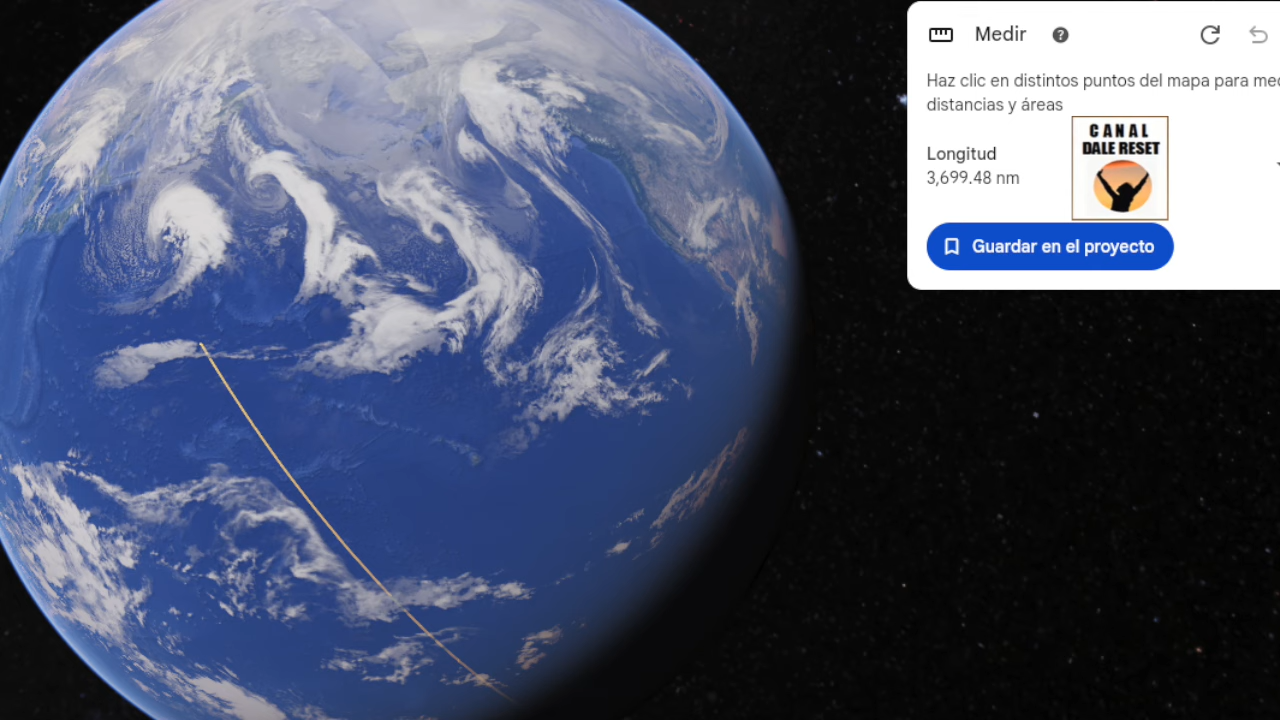 Medir
Haz clic en distintos puntos del mapa para
distancias y áreas
CANAL
DALE RESET
Longitud
3,699.48 nm
Guardar en el proyecto